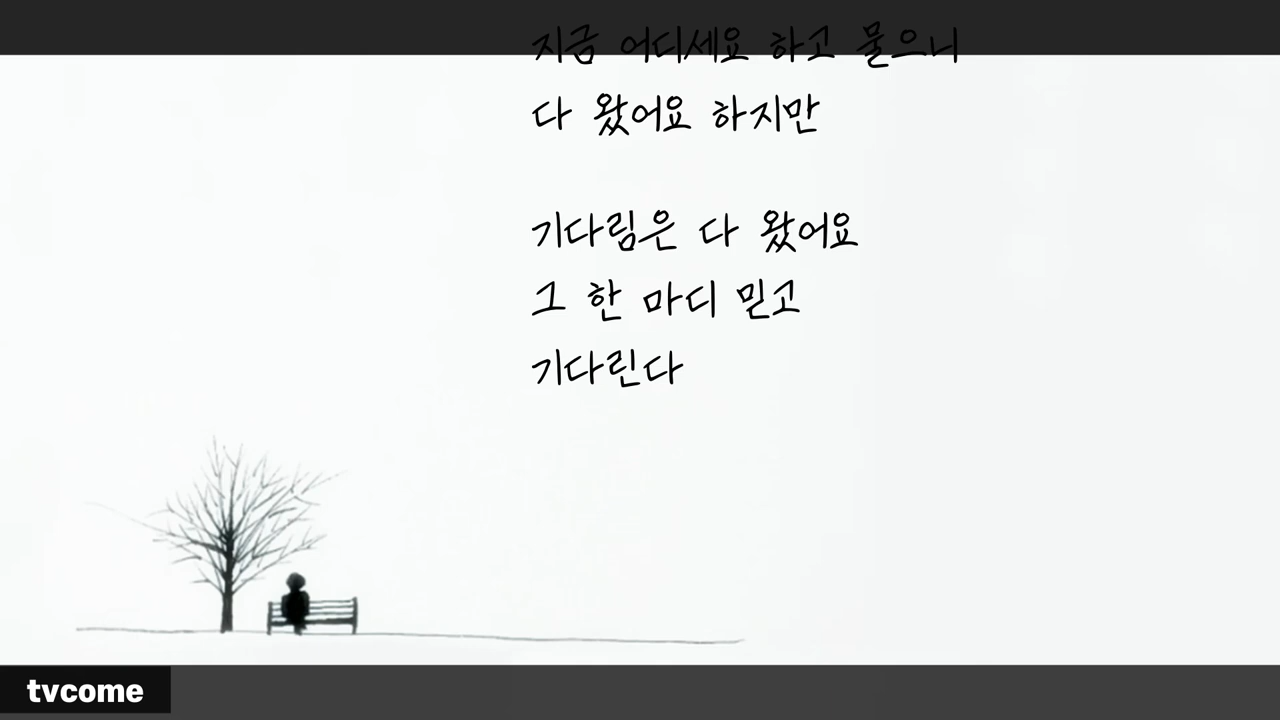 지금 어디세요 하고 물으니
다 왔어요 하지만
기다림은 다 왔어요
그 한 마디 믿고
기다린다
tvcome